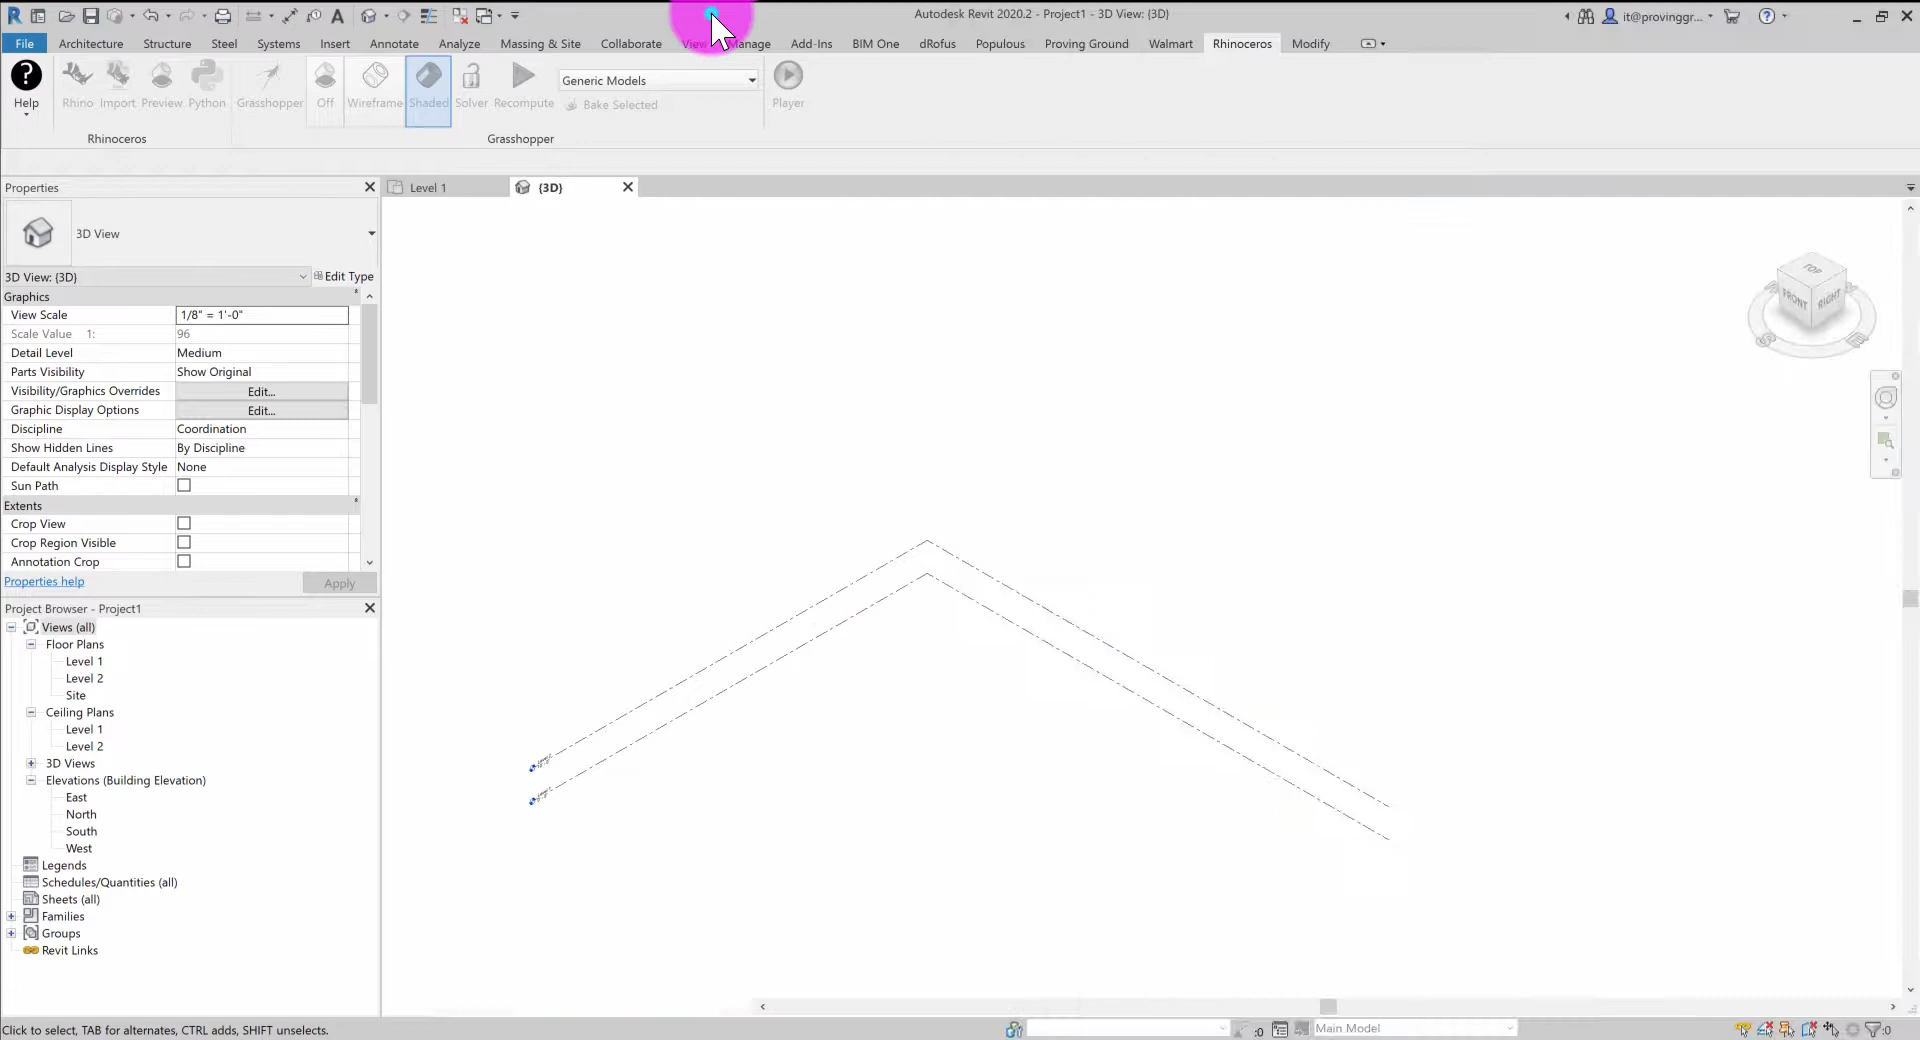 Autodesk Revit 2020.2 - Project1 - 3D View: {3D}
it@provinggr...
File
Architecture
Structure
Steel
Systems
Insert
Annotate
Analyze
Massing & Site
Collaborate
Manage
Add-Ins
BIM One
dRofus
Populous
Proving Ground
Walmart
Rhinoceros
Modify
Help
Rhino
Import
Preview
Python
Grasshopper
Off
Wireframe
Shaded
Solver
Recompute
Generic Models
Bake Selected
Player
Rhinoceros
Grasshopper
Properties
Level 1
{3D}
3D View
3D View: {3D}
Edit Type
Graphics
View Scale
1/8" = 1'-0"
Scale Value 1:
96
Detail Level
Medium
Parts Visibility
Show Original
Visibility/Graphics Overrides
Edit...
Graphic Display Options
Edit...
Discipline
Coordination
Show Hidden Lines
By Discipline
Default Analysis Display Style
None
Sun Path
Extents
Crop View
Crop Region Visible
Annotation Crop
Properties help
Apply
TOP
FRONT
RIGHT
S
E
Project Browser - Project1
Views (all)
Floor Plans
Level 1
Level 2
Site
Ceiling Plans
Level 1
Level 2
3D Views
Elevations (Building Elevation)
East
North
South
West
Legends
Schedules/Quantities (all)
Sheets (all)
Families
Groups
Revit Links
Click to select, TAB for alternates, CTRL adds, SHIFT unselects.
:0
Main Model
:0